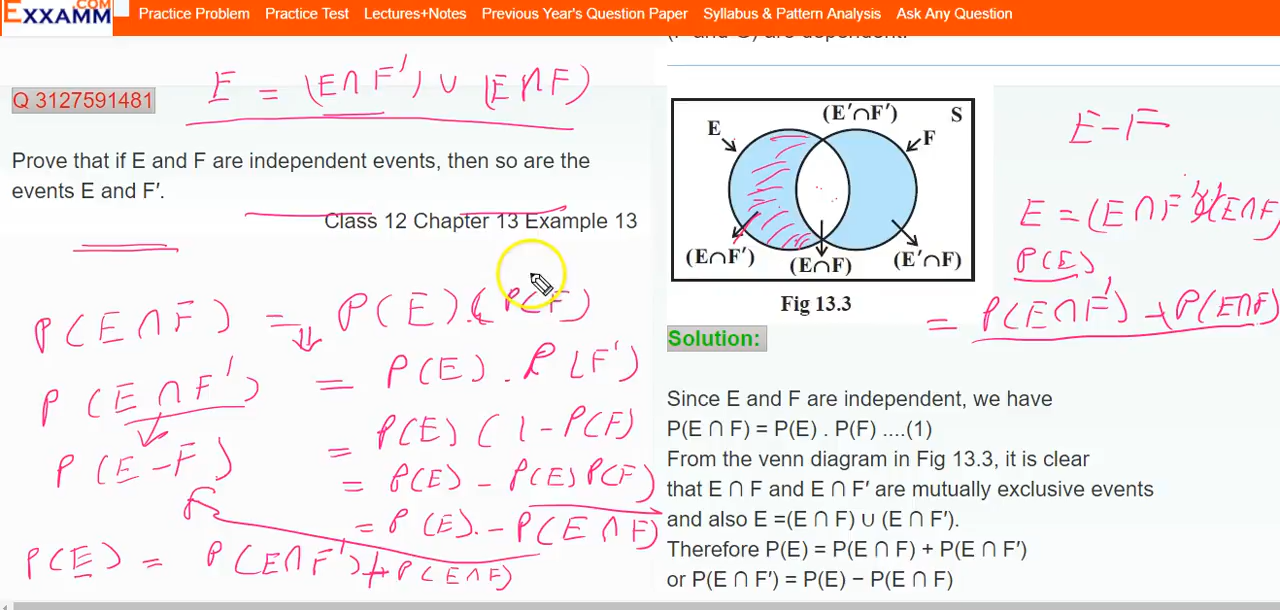 EXXAMM
.COM
Practice Problem Practice Test Lectures+Notes Previous Year's Question Paper Syllabus & Pattern Analysis Ask Any Question
E = (E∩F') ∪ (E∩F)
Q 3127591481
Prove that if E and F are independent events, then so are the
events E and F′.
Class 12 Chapter 13 Example 13
P(E∩F) = P(E).(P(F)
P(E∩F') = P(E).P(F')
= P(E) (1-P(F)
P(E-F)
= P(E) - P(E)P(F)
= P(E).-P(E∩F)
P(E) = P(E∩F')+P(E∩F)
(E′∩F′) S
E
F
(E∩F′) (E∩F) (E′∩F)
Fig 13.3
E-F
E = (E∩F')∪(E∩F)
P(E)
= P(E∩F') + P(E∩F)
Solution:
Since E and F are independent, we have
P(E ∩ F) = P(E) . P(F) ....(1)
From the venn diagram in Fig 13.3, it is clear
that E ∩ F and E ∩ F′ are mutually exclusive events
and also E =(E ∩ F) ∪ (E ∩ F′).
Therefore P(E) = P(E ∩ F) + P(E ∩ F′)
or P(E ∩ F′) = P(E) − P(E ∩ F)